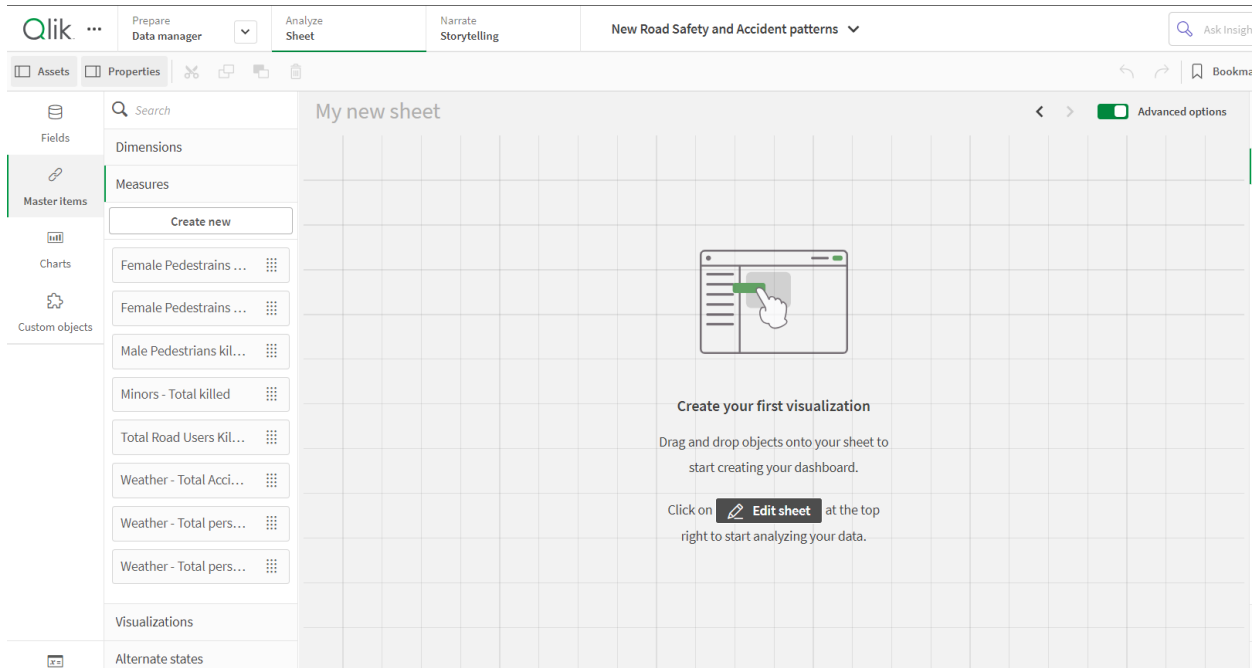 Qlik
Prepare
Data manager
Analyze
Sheet
Narrate
Storytelling
New Road Safety and Accident patterns
Ask Insigh
Assets
Properties
Bookma
Fields
Master items
Charts
Custom objects
Search
Dimensions
Measures
Create new
Female Pedestrains ...
Female Pedestrains ...
Male Pedestrians kil...
Minors - Total killed
Total Road Users Kil...
Weather - Total Acci...
Weather - Total pers...
Weather - Total pers...
Visualizations
Alternate states
My new sheet
Advanced options
Create your first visualization
Drag and drop objects onto your sheet to
start creating your dashboard.
Click on Edit sheet at the top
right to start analyzing your data.